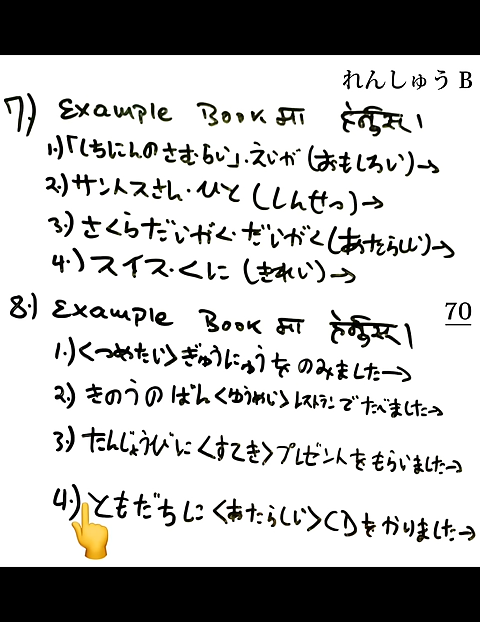 れんしゅう B
7.) Example Book मा हेर्नुहोस्।
1.)「しちにんのさむらい」・えいが (おもしろい)→
2.) サントスさん・ひと (しんせつ)→
3.) さくらだいがく・だいがく (あたらしい)→
4.) スイス・くに (きれい)→
8.) Example Book मा हेर्नुहोस्। 70
1.) <つめたい> ぎゅうにゅうを のみました→
2.) きのうの ばん <ゆうめい> レストランで たべました→
3.) たんじょうびに <すてき> プレゼントを もらいました→
4.) ともだちに <あたらしい> CDを かりました→